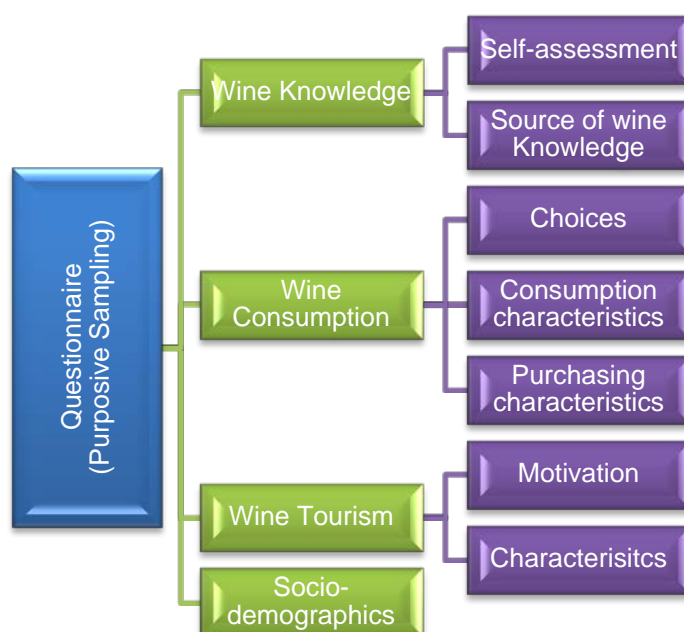 Questionnaire
(Purposive Sampling)
Wine Knowledge
Self-assessment
Source of wine
Knowledge
Wine
Consumption
Choices
Consumption
characteristics
Purchasing
characteristics
Wine Tourism
Motivation
Characterisitcs
Socio-
demographics